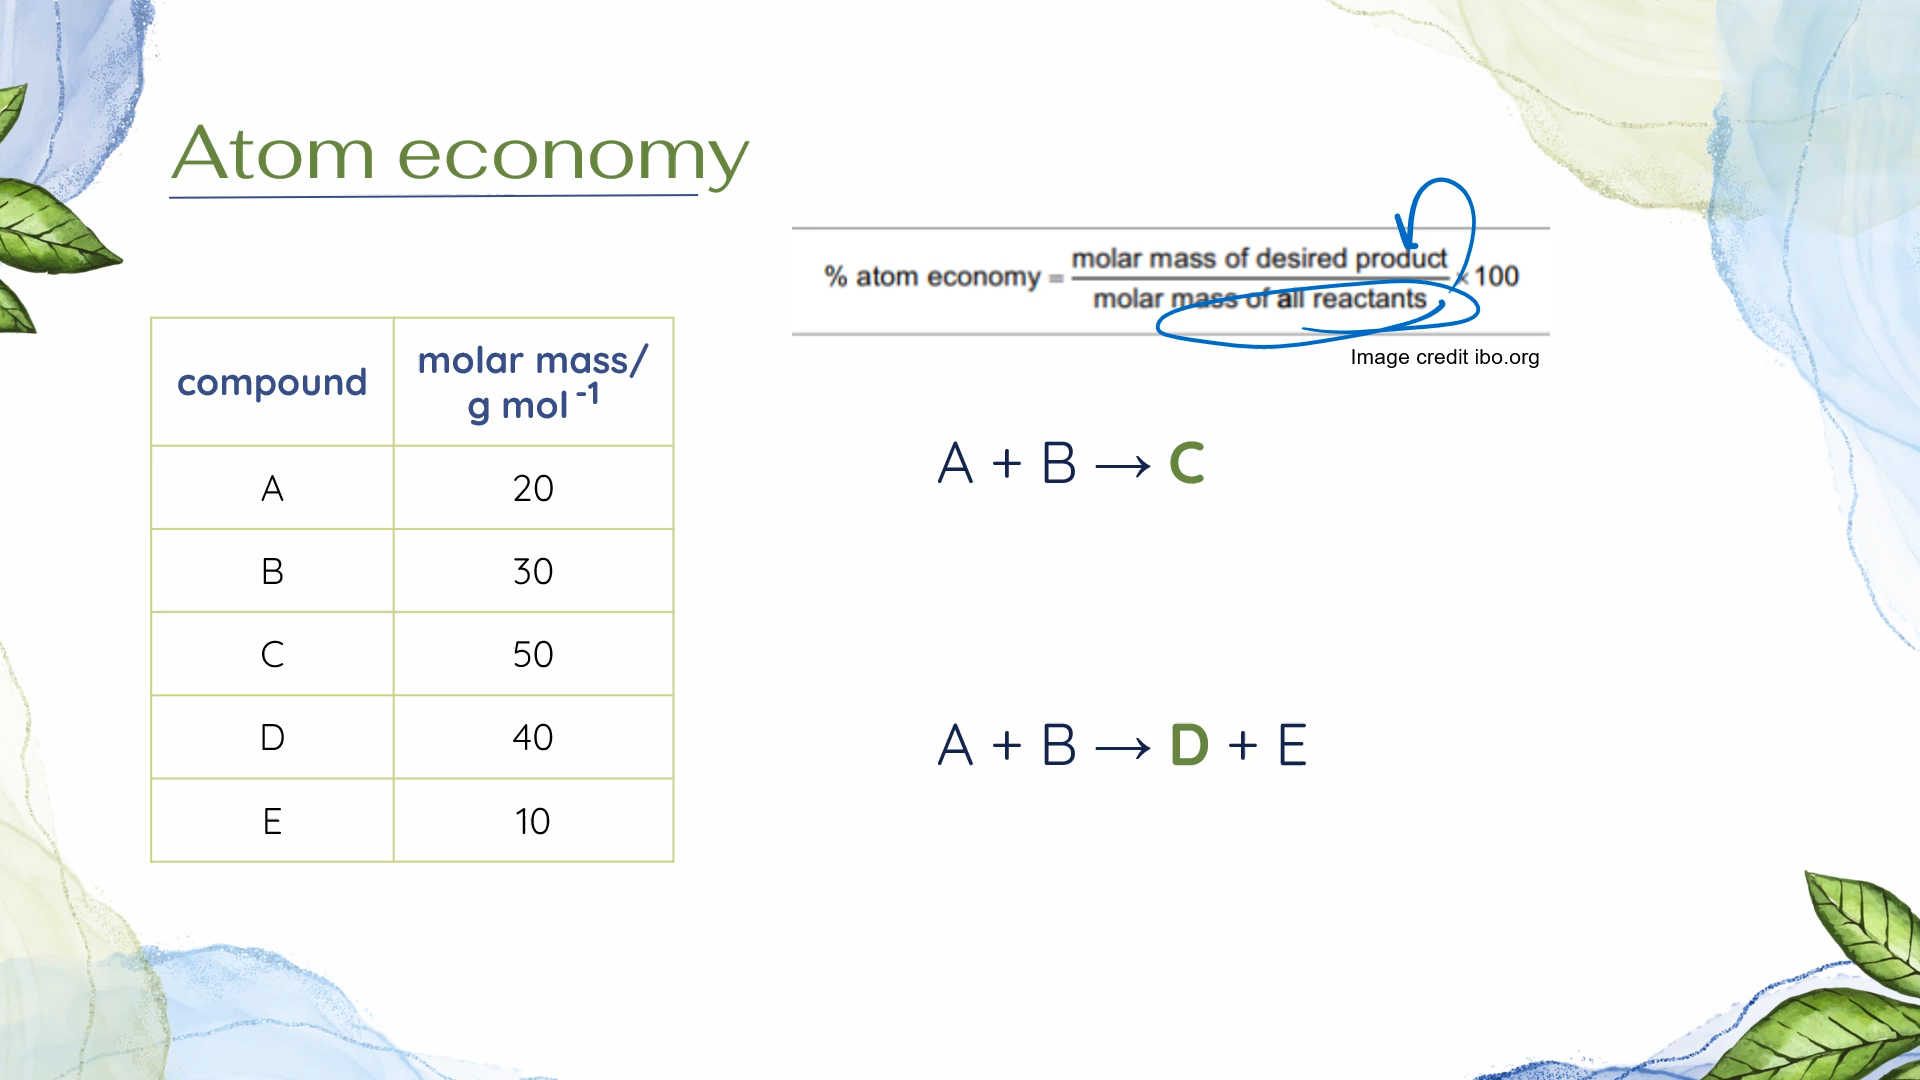 Atom economy
% atom economy = molar mass of desired product / molar mass of all reactants × 100
Image credit ibo.org
compound | molar mass/ g mol⁻¹
A | 20
B | 30
C | 50
D | 40
E | 10
A + B → C
A + B → D + E